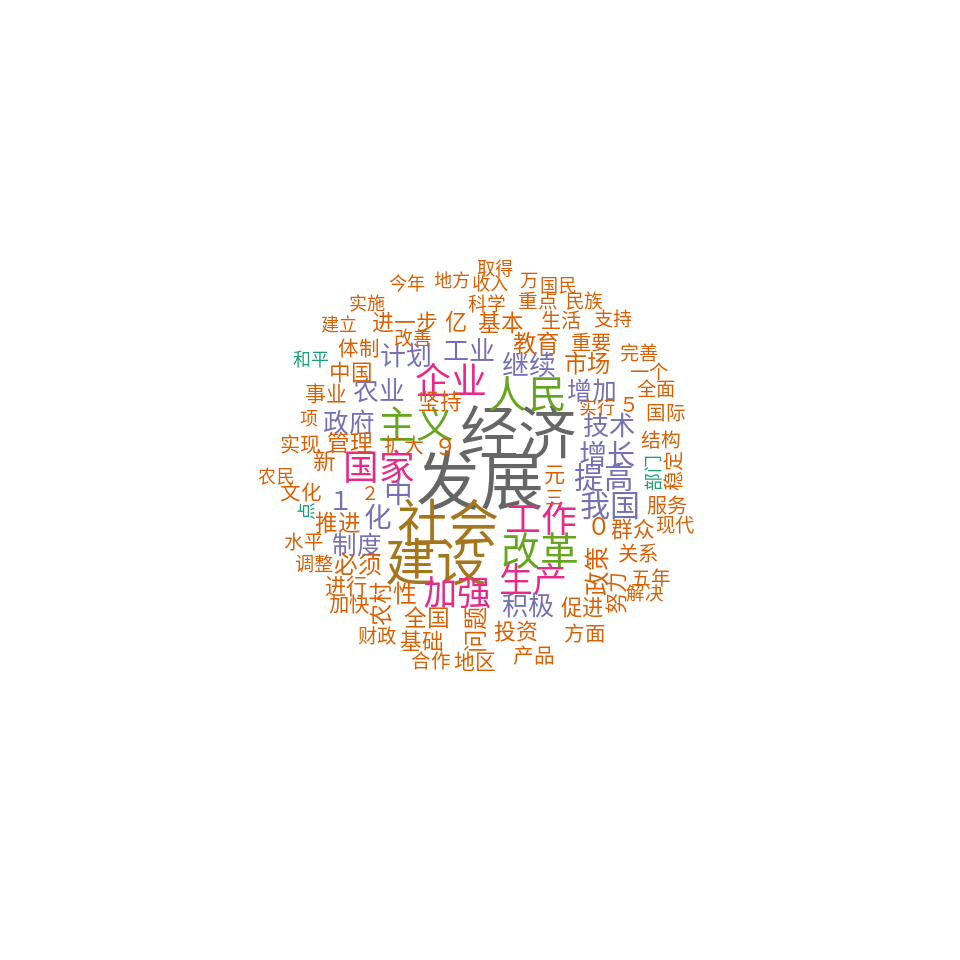 取得
今年 地方 收入 万 国民
实施 科学 重点 民族
建立 进一步 亿 基本 生活 支持
改善
体制 计划 工业 教育 重要
和平 继续 市场 完善
中国 企业 一个
事业 农业 坚持 人民 增加 全面
项 政府 主义 经济 实行 5 国际
技术
实现 管理 扩大 9 结构
新 国家 发展 增长 部门 稳定
农民 元 提高
文化 1 2 中 三 我国 服务
点 推进 化 社会 工作 0 群众 现代
水平 制度 建设 改革 关系
调整 必须 政策
进行 加强 生产 五年
加快 农村 性 积极 促进 努力 解决
全国 问题 投资
财政 基础 方面
合作 地区 产品